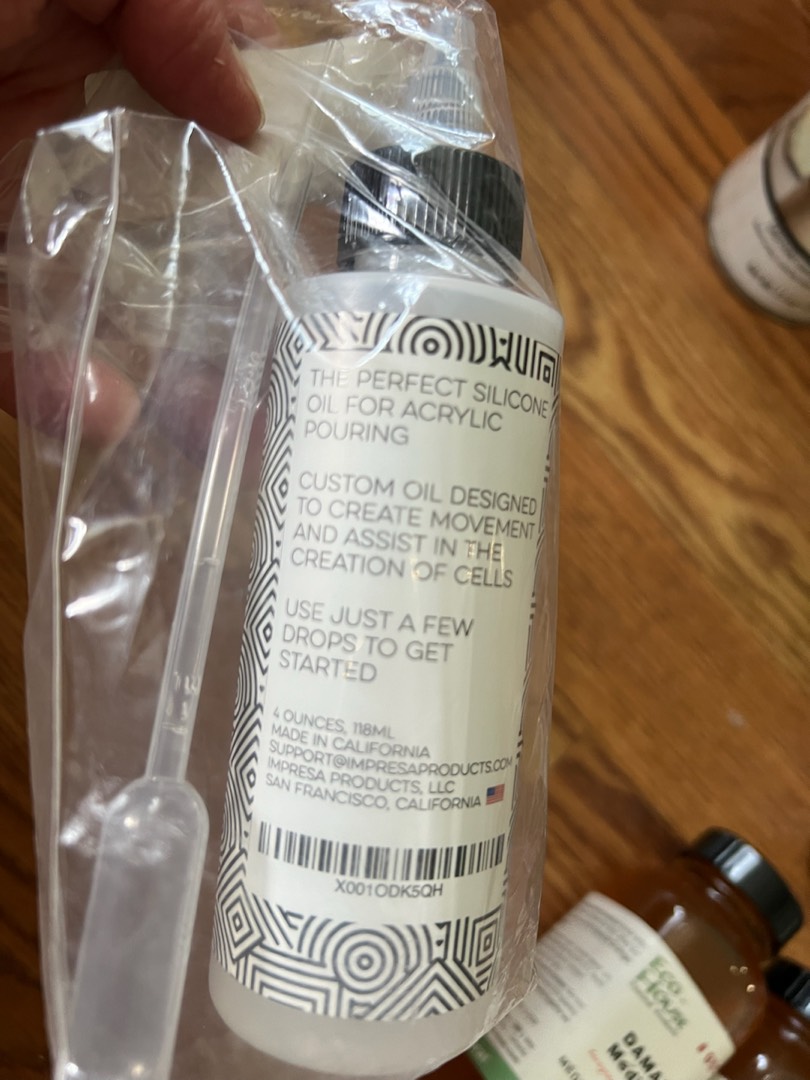 THE PERFECT SILICONE
OIL FOR ACRYLIC
POURING
CUSTOM OIL DESIGNED
TO CREATE MOVEMENT
AND ASSIST IN THE
CREATION OF CELLS
USE JUST A FEW
DROPS TO GET
STARTED
4 OUNCES, 118ML
MADE IN CALIFORNIA
SUPPORT@IMPRESAPRODUCTS.COM
IMPRESA PRODUCTS, LLC
SAN FRANCISCO, CALIFORNIA
X001ODK5QH
ECO
HOUSE